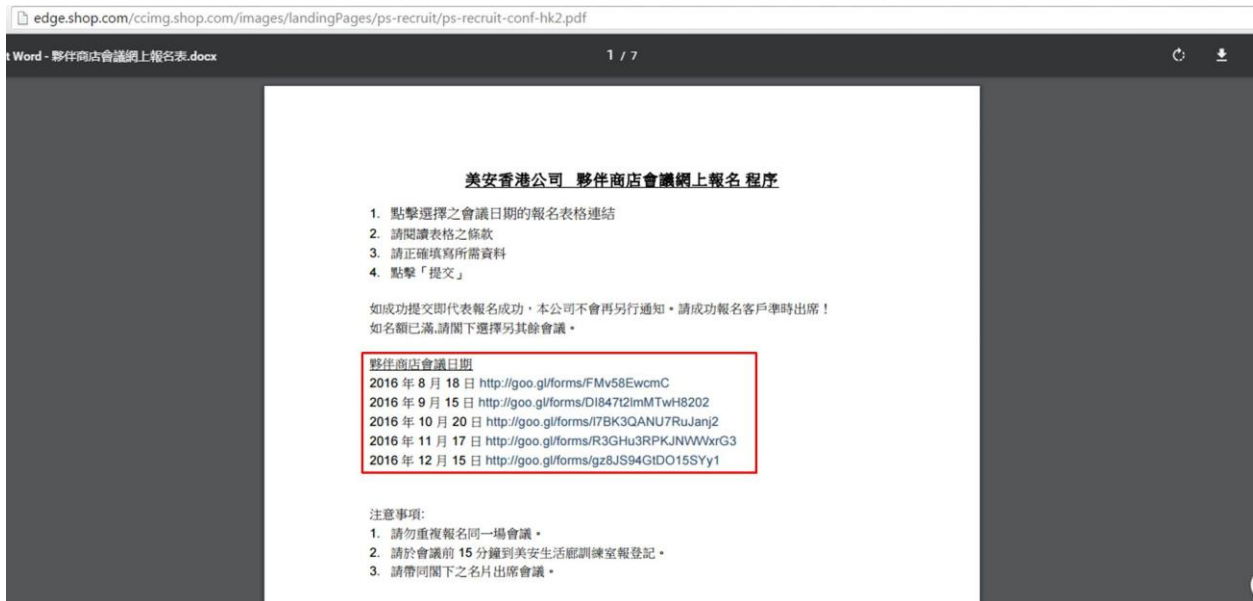 edge.shop.com/ccimg.shop.com/images/landingPages/ps-recruit/ps-recruit-conf-hk2.pdf
t Word - 夥伴商店會議網上報名表.docx
1 / 7
美安香港公司 夥伴商店會議網上報名 程序
1. 點擊選擇之會議日期的報名表格連結
2. 請閱讀表格之條款
3. 請正確填寫所需資料
4. 點擊「提交」
如成功提交即代表報名成功，本公司不會再另行通知。請成功報名客戶準時出席！
如名額已滿,請閣下選擇另其餘會議。
夥伴商店會議日期
2016 年 8 月 18 日 http://goo.gl/forms/FMv58EwcmC
2016 年 9 月 15 日 http://goo.gl/forms/DI847t2lmMTwH8202
2016 年 10 月 20 日 http://goo.gl/forms/I7BK3QANU7RuJanj2
2016 年 11 月 17 日 http://goo.gl/forms/R3GHu3RPKJNWWxrG3
2016 年 12 月 15 日 http://goo.gl/forms/gz8JS94GtDO15SYy1
注意事項:
1. 請勿重複報名同一場會議。
2. 請於會議前 15 分鐘到美安生活廊訓練室報登記。
3. 請帶同閣下之名片出席會議。